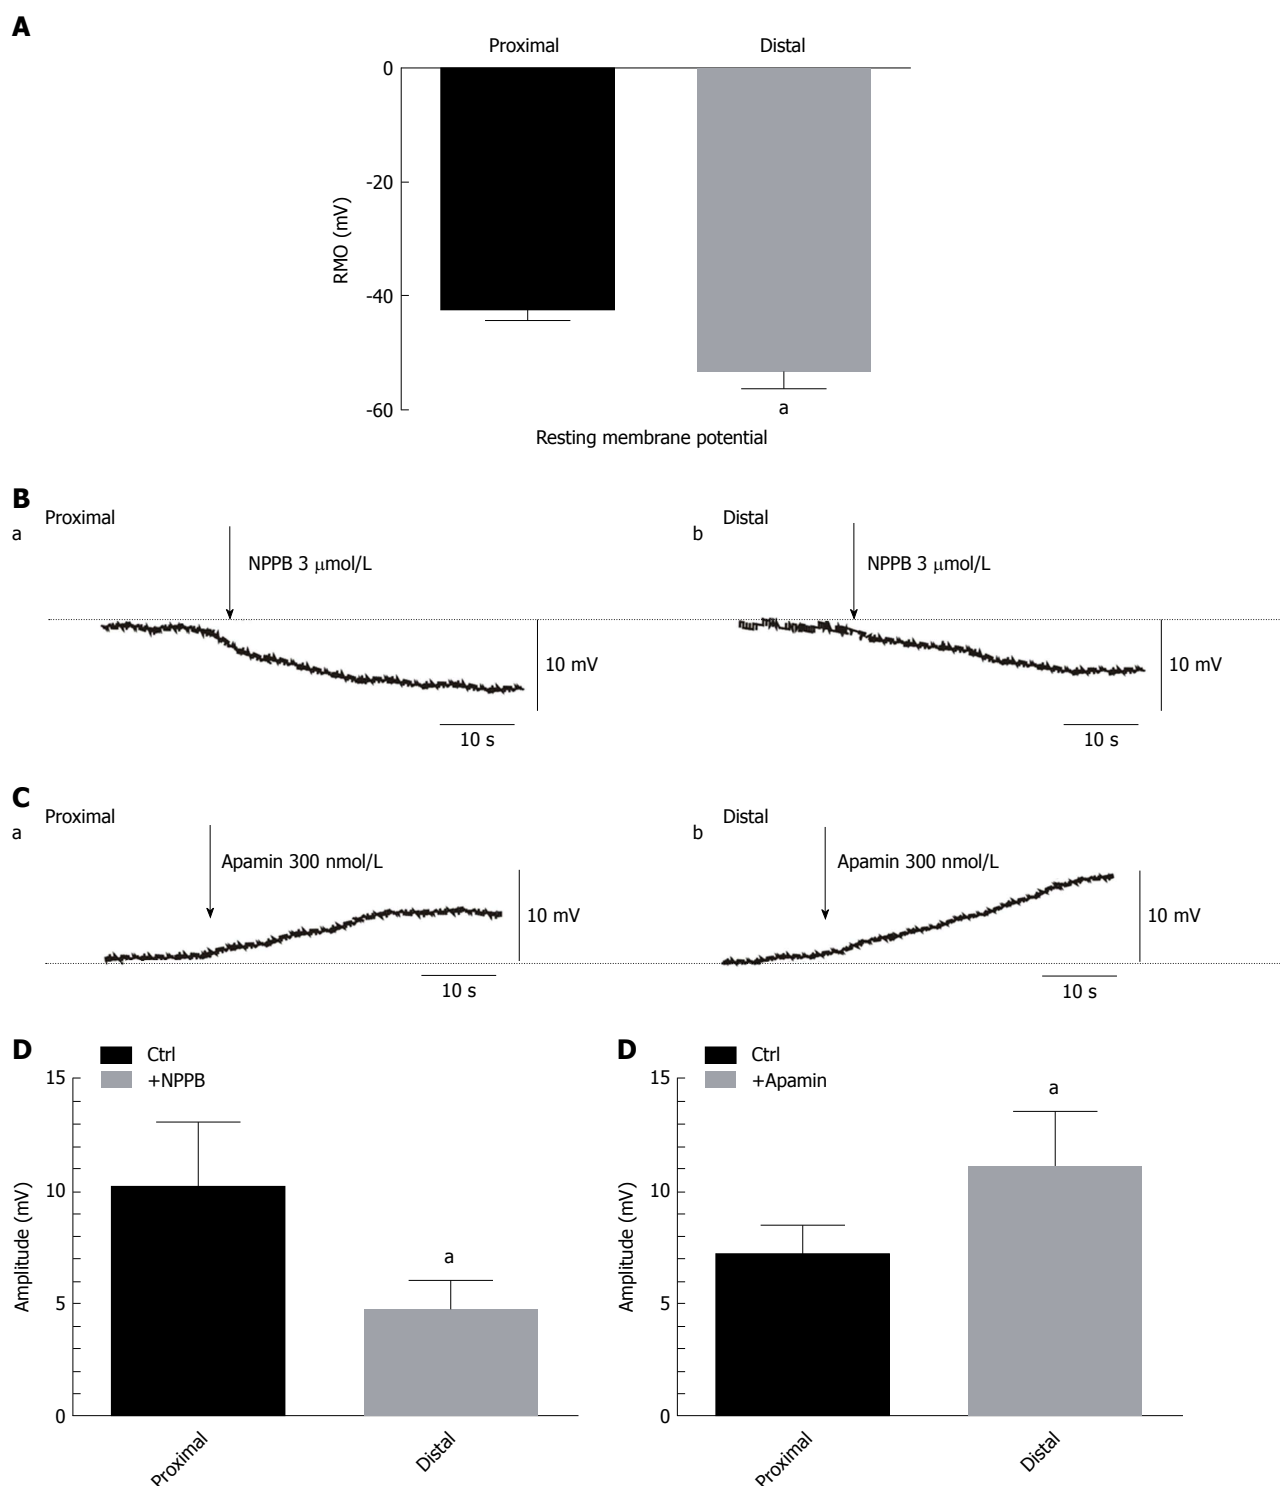 A
Proximal
Distal
0
-20
-40
-60
RMO (mV)
a
Resting membrane potential
B
a
Proximal
NPPB 3 μmol/L
10 mV
10 s
b
Distal
NPPB 3 μmol/L
10 mV
10 s
C
a
Proximal
Apamin 300 nmol/L
10 mV
10 s
b
Distal
Apamin 300 nmol/L
10 mV
10 s
D
Ctrl
+NPPB
15
10
5
0
Amplitude (mV)
a
Proximal
Distal
D
Ctrl
+Apamin
15
10
5
0
Amplitude (mV)
a
Proximal
Distal